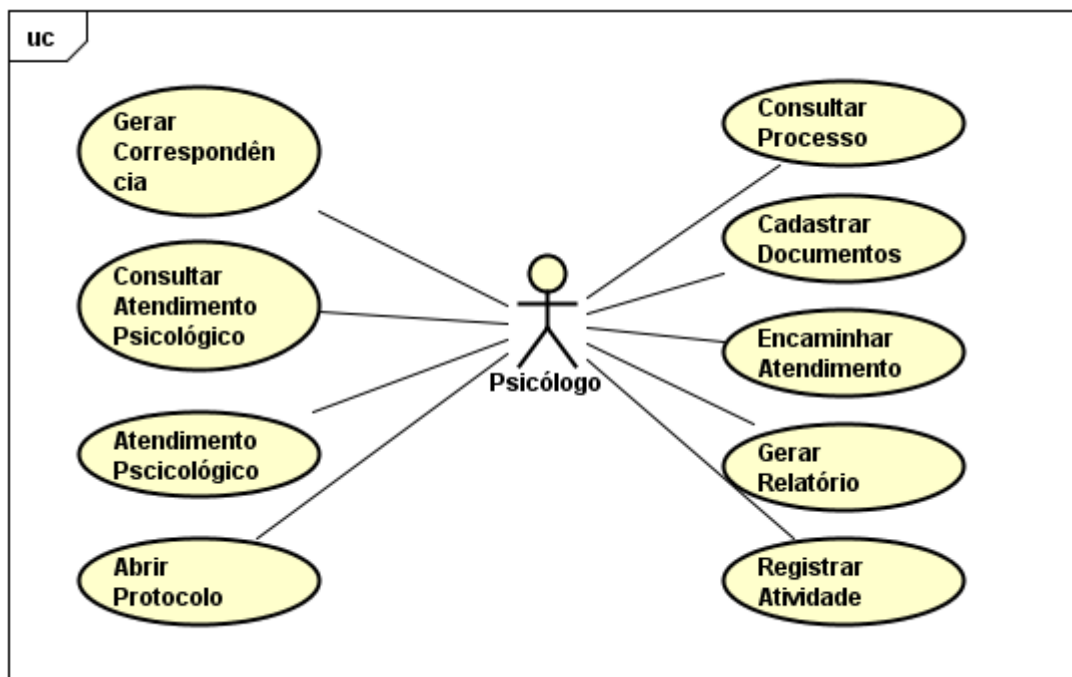 uc
Gerar
Correspondên
cia
Consultar
Atendimento
Psicológico
Atendimento
Pscicológico
Abrir
Protocolo
Psicólogo
Consultar
Processo
Cadastrar
Documentos
Encaminhar
Atendimento
Gerar
Relatório
Registrar
Atividade